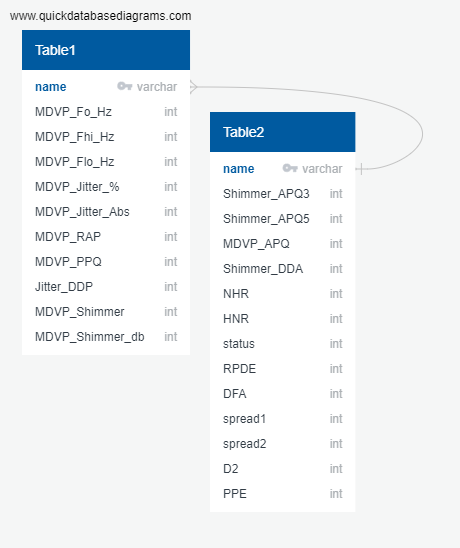 www.quickdatabasediagrams.com
Table1
name varchar
MDVP_Fo_Hz int
MDVP_Fhi_Hz int
MDVP_Flo_Hz int
MDVP_Jitter_% int
MDVP_Jitter_Abs int
MDVP_RAP int
MDVP_PPQ int
Jitter_DDP int
MDVP_Shimmer int
MDVP_Shimmer_db int
Table2
name varchar
Shimmer_APQ3 int
Shimmer_APQ5 int
MDVP_APQ int
Shimmer_DDA int
NHR int
HNR int
status int
RPDE int
DFA int
spread1 int
spread2 int
D2 int
PPE int